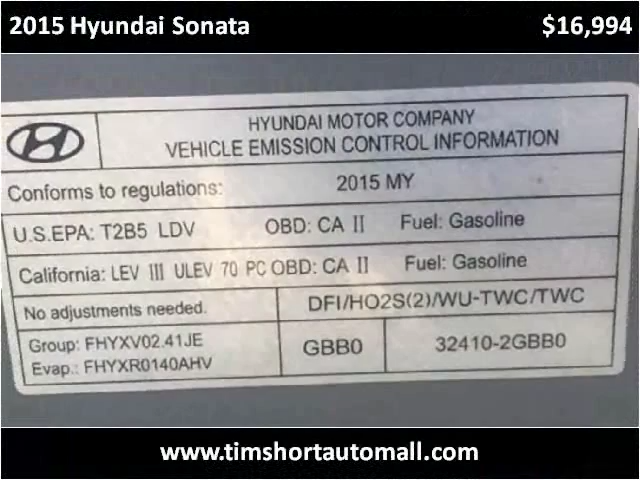 2015 Hyundai Sonata $16,994
HYUNDAI MOTOR COMPANY
VEHICLE EMISSION CONTROL INFORMATION
Conforms to regulations: 2015 MY
U.S.EPA: T2B5 LDV OBD: CA II Fuel: Gasoline
California: LEV III ULEV 70 PC OBD: CA II Fuel: Gasoline
No adjustments needed. DFI/HO2S(2)/WU-TWC/TWC
Group: FHYXV02.41JE GBB0 32410-2GBB0
Evap.: FHYXR0140AHV
www.timshortautomall.com